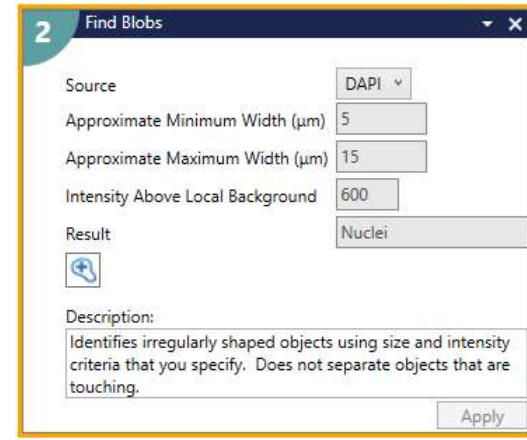 2
Find Blobs
Source DAPI
Approximate Minimum Width (μm) 5
Approximate Maximum Width (μm) 15
Intensity Above Local Background 600
Result Nuclei
Description:
Identifies irregularly shaped objects using size and intensity
criteria that you specify. Does not separate objects that are
touching.
Apply